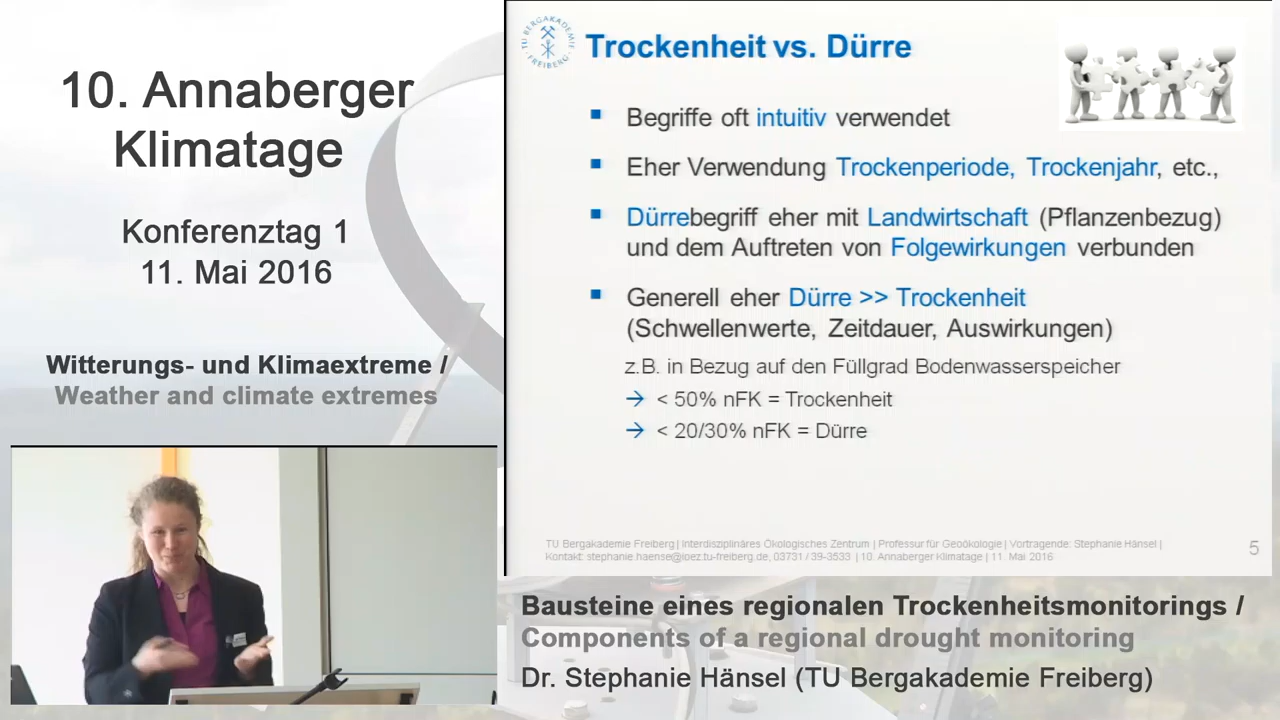 10. Annaberger
Klimatage
Konferenztag 1
11. Mai 2016
Witterungs- und Klimaextreme /
Weather and climate extremes
TU BERGAKADEMIE FREIBERG
Trockenheit vs. Dürre
Begriffe oft intuitiv verwendet
Eher Verwendung Trockenperiode, Trockenjahr, etc.,
Dürrebegriff eher mit Landwirtschaft (Pflanzenbezug)
und dem Auftreten von Folgewirkungen verbunden
Generell eher Dürre >> Trockenheit
(Schwellenwerte, Zeitdauer, Auswirkungen)
z.B. in Bezug auf den Füllgrad Bodenwasserspeicher
→ < 50% nFK = Trockenheit
→ < 20/30% nFK = Dürre
TU Bergakademie Freiberg | Interdisziplinäres Ökologisches Zentrum | Professur für Geoökologie | Vortragende: Stephanie Hänsel |
Kontakt: stephanie.haense@ioez.tu-freiberg.de, 03731 / 39-3533 | 10. Annaberger Klimatage | 11. Mai 2016
5
Bausteine eines regionalen Trockenheitsmonitorings /
Components of a regional drought monitoring
Dr. Stephanie Hänsel (TU Bergakademie Freiberg)